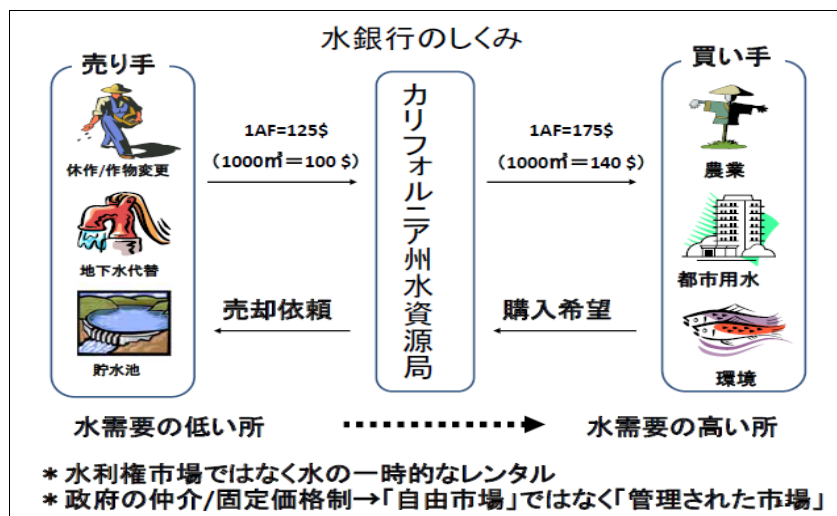 水銀行のしくみ
売り手
休作/作物変更
地下水代替
貯水池
1AF=125$
（1000㎥＝100 $）
売却依頼
カリフォルニア州水資源局
1AF=175$
（1000㎥＝140 $）
購入希望
買い手
農業
都市用水
環境
水需要の低い所
水需要の高い所
＊水利権市場ではなく水の一時的なレンタル
＊政府の仲介/固定価格制→「自由市場」ではなく「管理された市場」